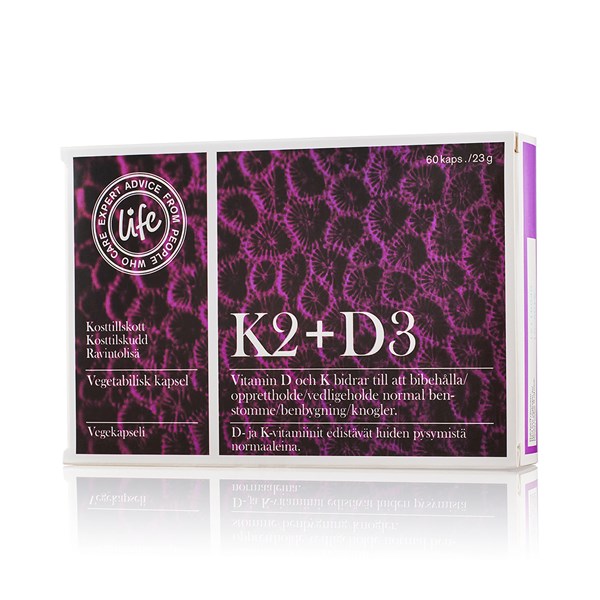 60 kaps./23 g
EXPERT ADVICE FROM PEOPLE WHO CARE
Life
Kosttillskott
Kosttilskudd
Ravintolisä
Vegetabilisk kapsel
Vegekapseli
K2+D3
Vitamin D och K bidrar till att bibehålla/
opprettholde/vedligeholde normal ben-
stomme/benbygning/knogler.
D- ja K-vitamiinit edistävät luiden pysymistä
normaaleina.